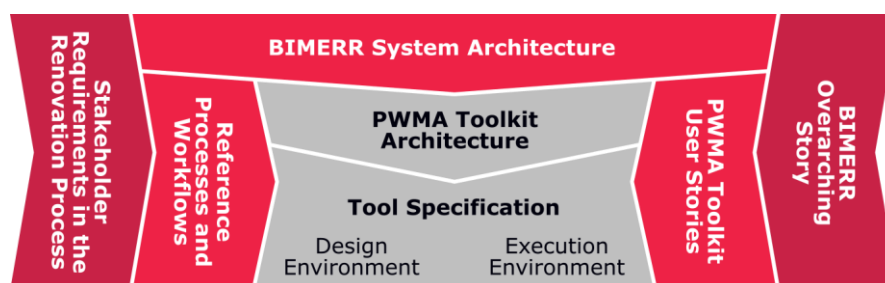 Stakeholder
Requirements in the
Renovation Process
BIMERR System Architecture
Reference
Processes and
Workflows
PWMA Toolkit
Architecture
Tool Specification
Design
Environment
Execution
Environment
PWMA Toolkit
User Stories
BIMERR
Overarching
Story